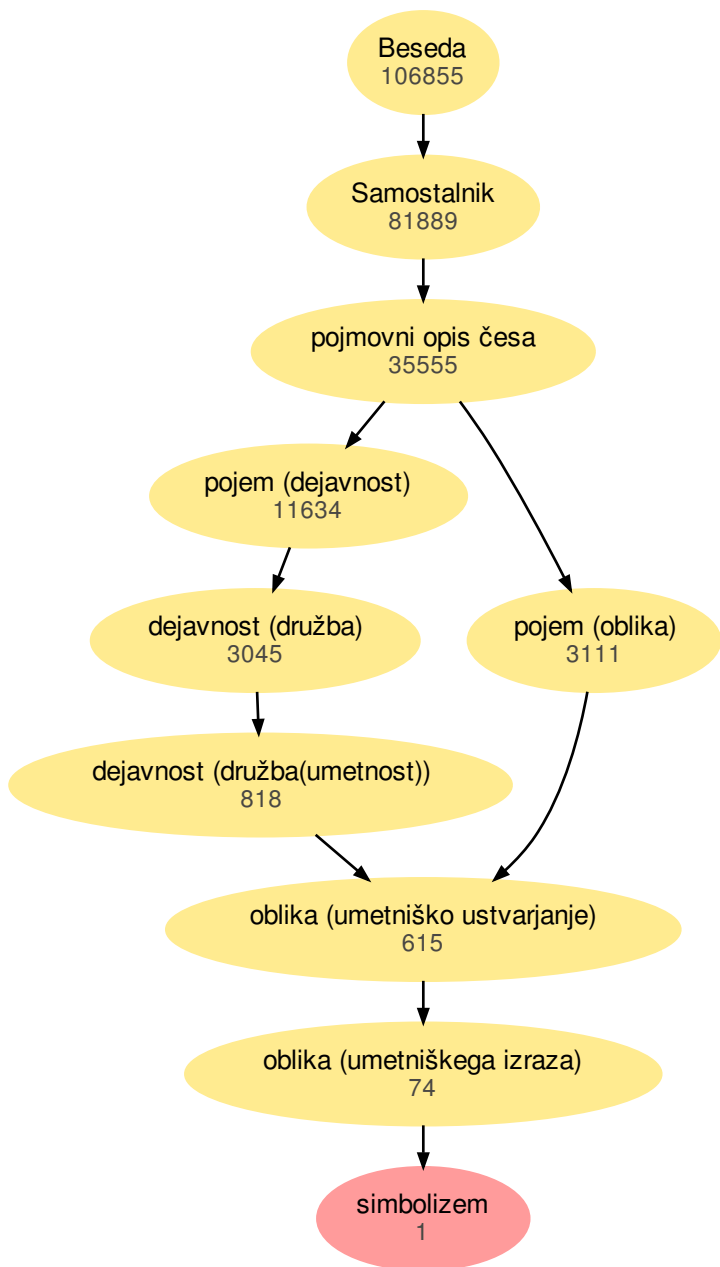 Beseda
106855
Samostalnik
81889
pojmovni opis česa
35555
pojem (dejavnost)
11634
dejavnost (družba)
3045
pojem (oblika)
3111
dejavnost (družba(umetnost))
818
oblika (umetniško ustvarjanje)
615
oblika (umetniškega izraza)
74
simbolizem
1